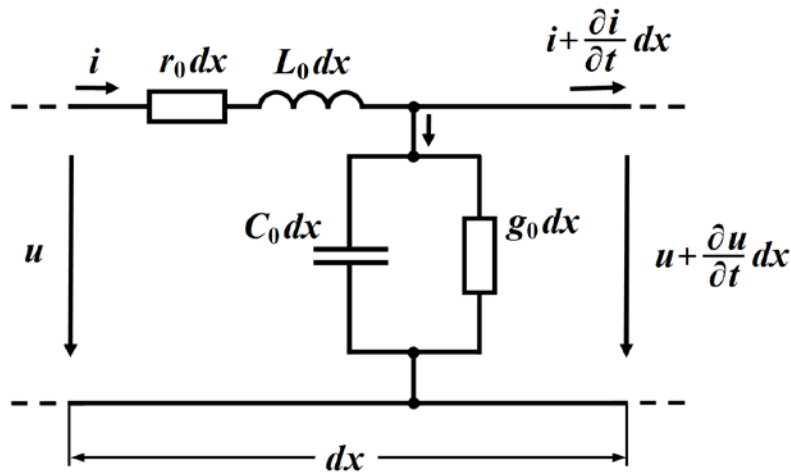 i
r₀dx
L₀dx
i+∂i/∂t dx
u
C₀dx
g₀dx
u+∂u/∂t dx
dx